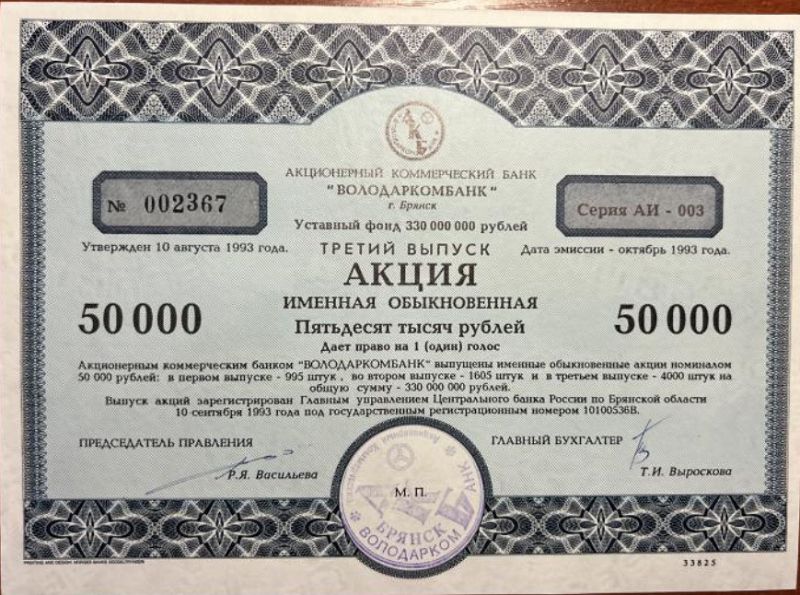 АКБ
АКЦИОНЕРНЫЙ КОММЕРЧЕСКИЙ БАНК
"ВОЛОДАРКОМБАНК"
г. Брянск
№ 002367
Серия АИ - 003
Уставный фонд 330 000 000 рублей
Утвержден 10 августа 1993 года.
ТРЕТИЙ ВЫПУСК
Дата эмиссии - октябрь 1993 года.
АКЦИЯ
ИМЕННАЯ ОБЫКНОВЕННАЯ
50 000
Пятьдесят тысяч рублей
50 000
Дает право на 1 (один) голос
Акционерным коммерческим банком "ВОЛОДАРКОМБАНК" выпущены именные обыкновенные акции номиналом
50 000 рублей: в первом выпуске - 995 штук , во втором выпуске - 1605 штук и в третьем выпуске - 4000 штук на
общую сумму - 330 000 000 рублей.
Выпуск акций зарегистрирован Главным управлением Центрального банка России по Брянской области
10 сентября 1993 года под государственным регистрационным номером 10100536В.
ПРЕДСЕДАТЕЛЬ ПРАВЛЕНИЯ
ГЛАВНЫЙ БУХГАЛТЕР
Р.Я. Васильева
Т.И. Выроскова
М. П.
БРЯНСК
ВОЛОДАРКОМБАНК
33825